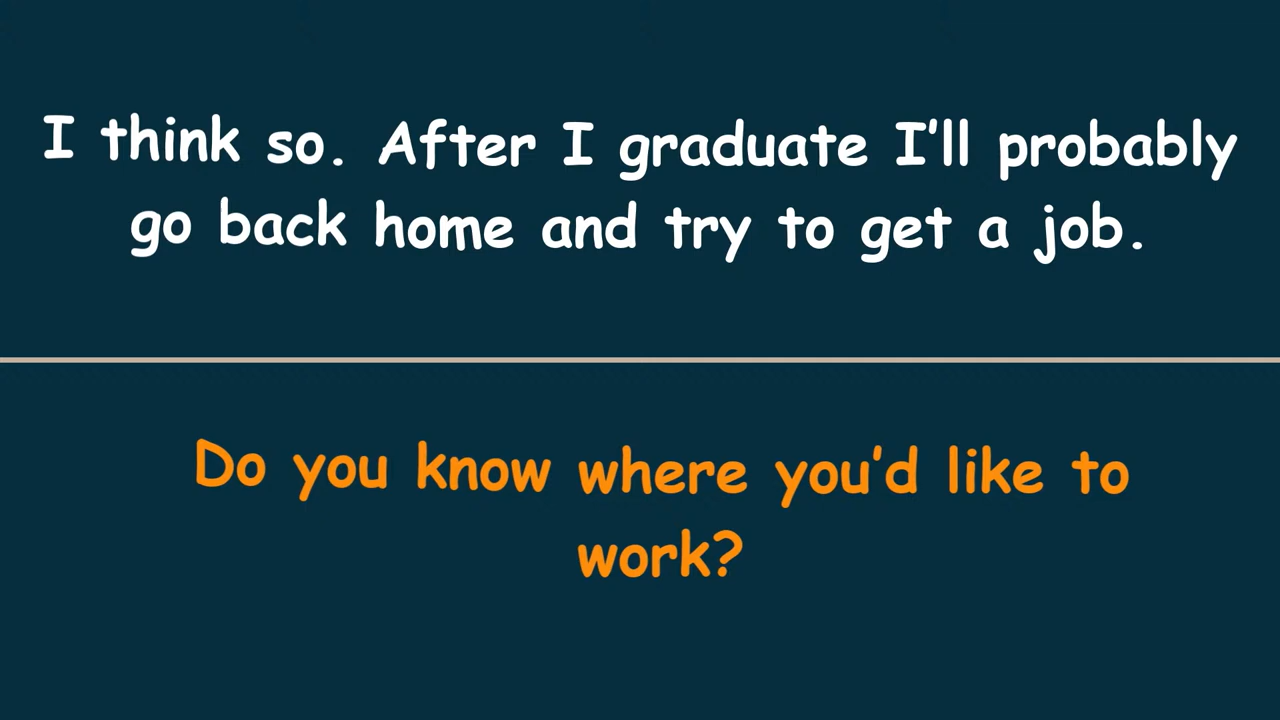 I think so. After I graduate I'll probably
go back home and try to get a job.
Do you know where you'd like to
work?